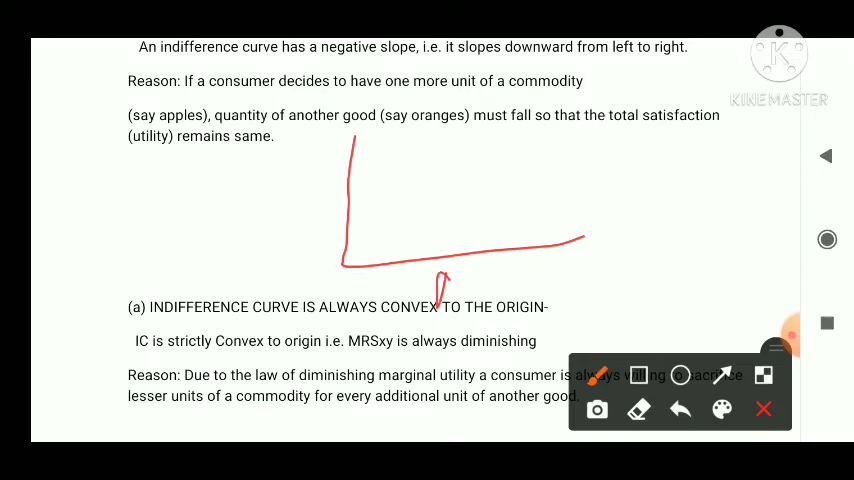 An indifference curve has a negative slope, i.e. it slopes downward from left to right.
KINEMASTER
Reason: If a consumer decides to have one more unit of a commodity
(say apples), quantity of another good (say oranges) must fall so that the total satisfaction
(utility) remains same.
(a) INDIFFERENCE CURVE IS ALWAYS CONVEX TO THE ORIGIN-
IC is strictly Convex to origin i.e. MRSxy is always diminishing
Reason: Due to the law of diminishing marginal utility a consumer is always willing to sacrifice
lesser units of a commodity for every additional unit of another good.